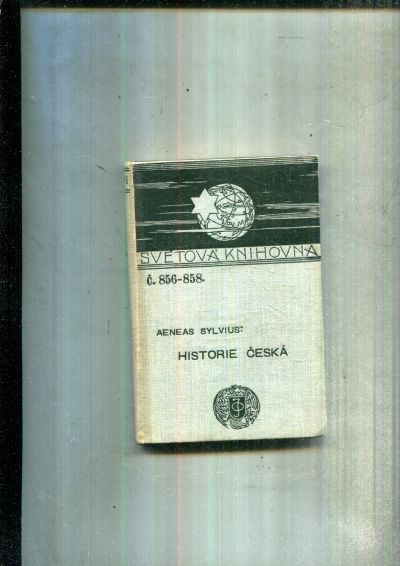 SVĚTOVÁ KNIHOVNA
č. 856-858.
AENEAS SYLVIUS:
HISTORIE ČESKÁ